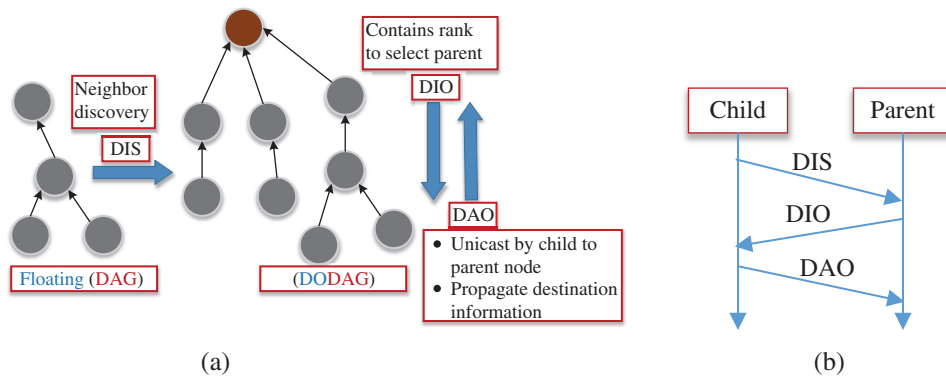 Neighbor
discovery
DIS
Floating (DAG)
(DODAG)
Contains rank
to select parent
DIO
DAO
• Unicast by child to
parent node
• Propagate destination
information
(a)
Child
Parent
DIS
DIO
DAO
(b)